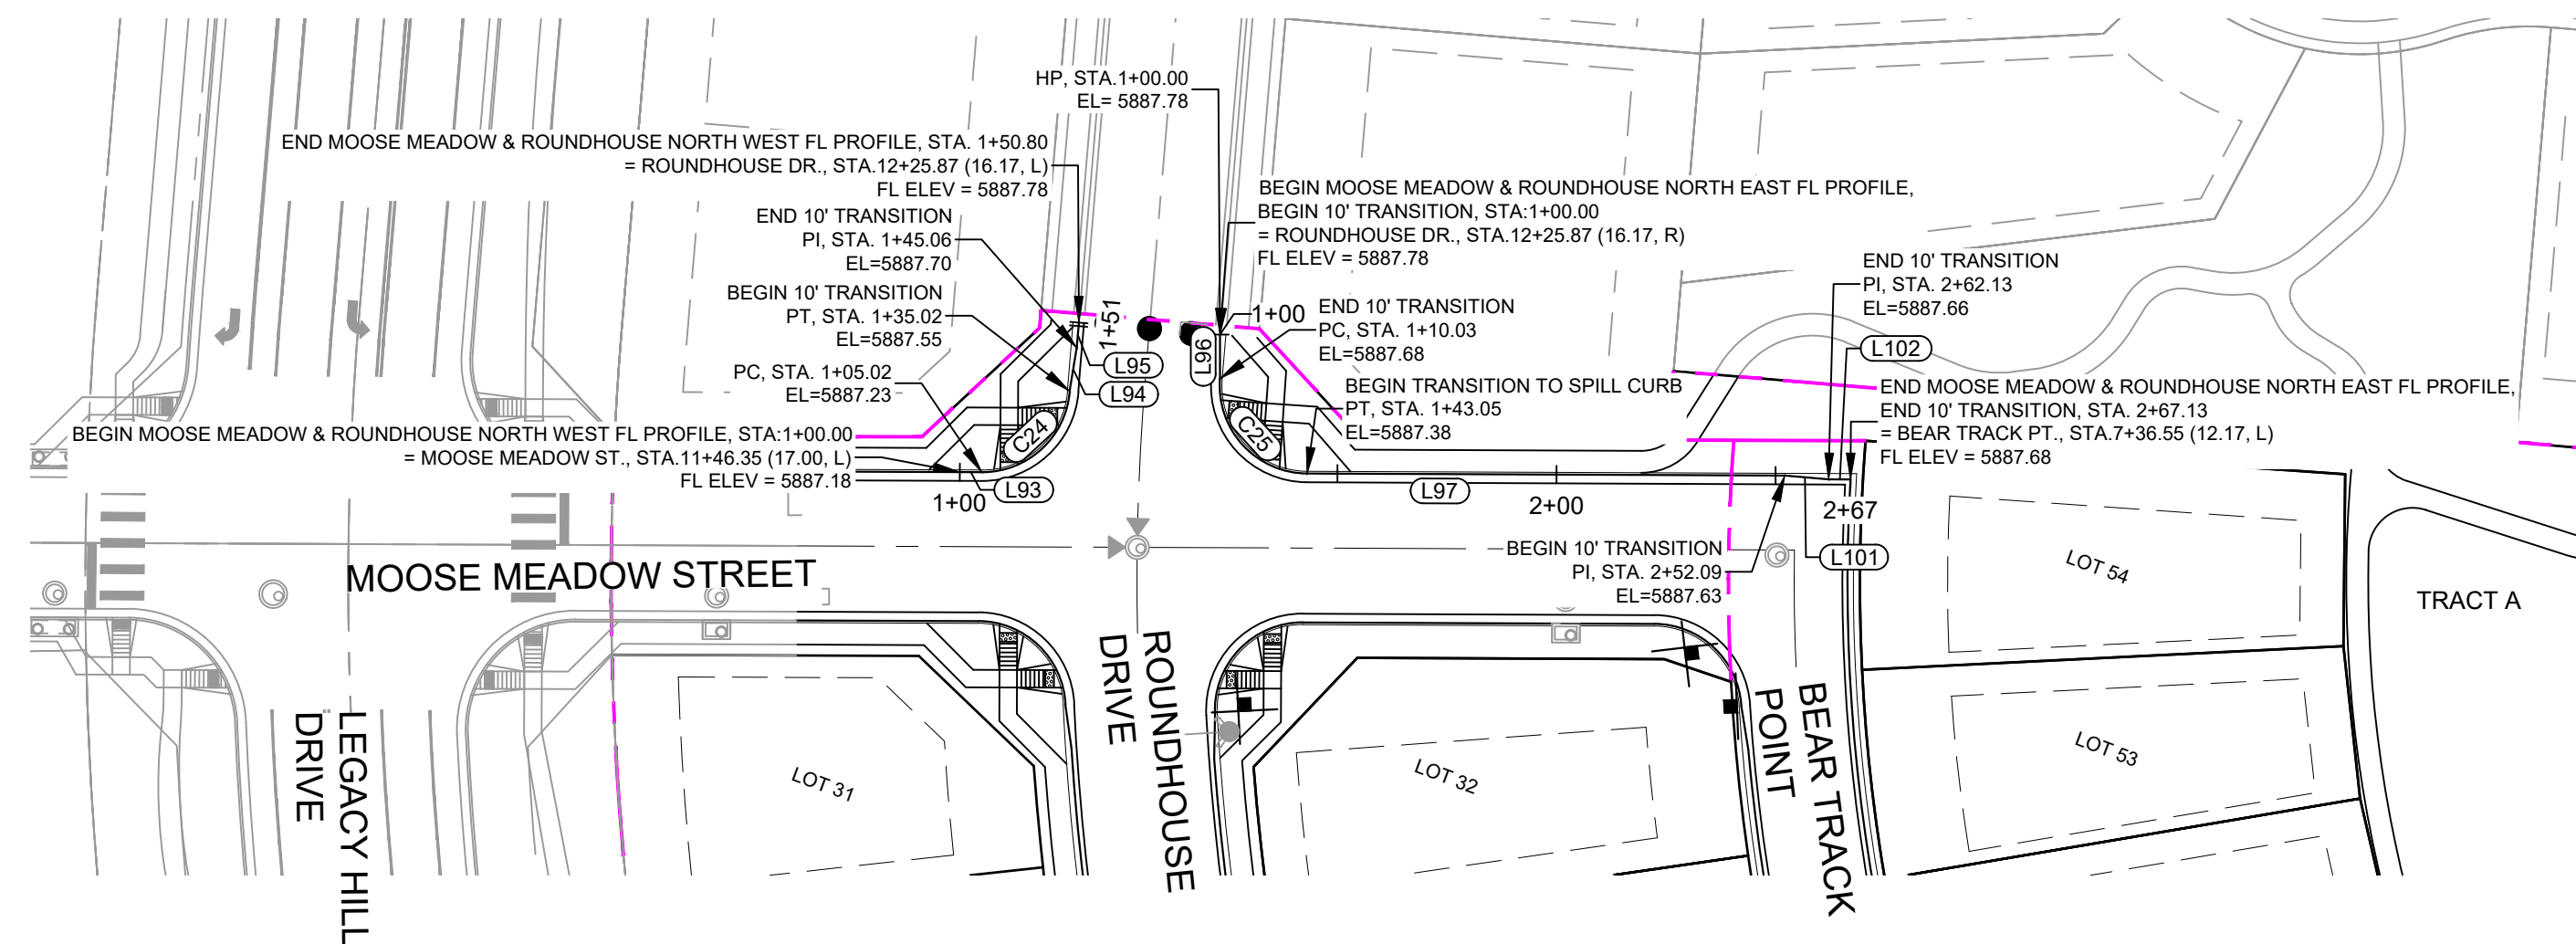 HP, STA.1+00.00
EL= 5887.78
END MOOSE MEADOW & ROUNDHOUSE NORTH WEST FL PROFILE, STA. 1+50.80
= ROUNDHOUSE DR., STA.12+25.87 (16.17, L)
FL ELEV = 5887.78
END 10' TRANSITION
PI, STA. 1+45.06
EL=5887.70
BEGIN 10' TRANSITION
PT, STA. 1+35.02
EL=5887.55
PC, STA. 1+05.02
EL=5887.23
BEGIN MOOSE MEADOW & ROUNDHOUSE NORTH WEST FL PROFILE, STA:1+00.00
= MOOSE MEADOW ST., STA.11+46.35 (17.00, L)
FL ELEV = 5887.18
BEGIN MOOSE MEADOW & ROUNDHOUSE NORTH EAST FL PROFILE,
BEGIN 10' TRANSITION, STA:1+00.00
= ROUNDHOUSE DR., STA.12+25.87 (16.17, R)
FL ELEV = 5887.78
END 10' TRANSITION
PC, STA. 1+10.03
EL=5887.68
BEGIN TRANSITION TO SPILL CURB
PT, STA. 1+43.05
EL=5887.38
END 10' TRANSITION
PI, STA. 2+62.13
EL=5887.66
END MOOSE MEADOW & ROUNDHOUSE NORTH EAST FL PROFILE,
END 10' TRANSITION, STA. 2+67.13
= BEAR TRACK PT., STA.7+36.55 (12.17, L)
FL ELEV = 5887.68
BEGIN 10' TRANSITION
PI, STA. 2+52.09
EL=5887.63
1+51
1+00
L95
L94
L96
C24
C25
L102
1+00
L93
L97
2+00
2+67
L101
MOOSE MEADOW STREET
LEGACY HILL
DRIVE
ROUNDHOUSE
DRIVE
BEAR TRACK
POINT
LOT 31
LOT 32
LOT 54
LOT 53
TRACT A